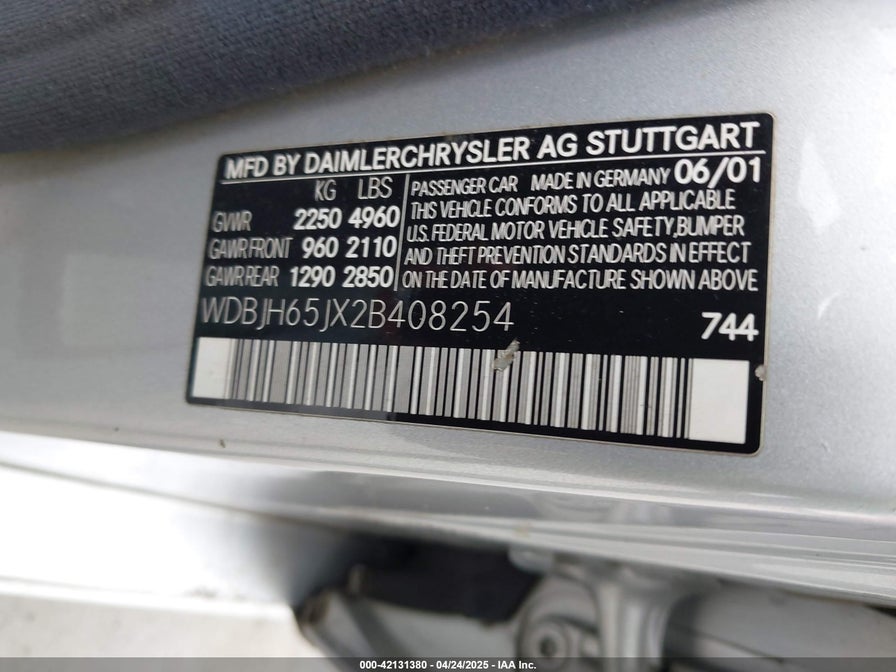 MFD BY DAIMLERCHRYSLER AG STUTTGART
KG LBS
GVWR 2250 4960
GAWR FRONT 960 2110
GAWR REAR 1290 2850
PASSENGER CAR MADE IN GERMANY 06/01
THIS VEHICLE CONFORMS TO ALL APPLICABLE
U.S. FEDERAL MOTOR VEHICLE SAFETY,BUMPER
AND THEFT PREVENTION STANDARDS IN EFFECT
ON THE DATE OF MANUFACTURE SHOWN ABOVE
WDBJH65JX2B408254
744
000-42131380 - 04/24/2025 - IAA Inc.